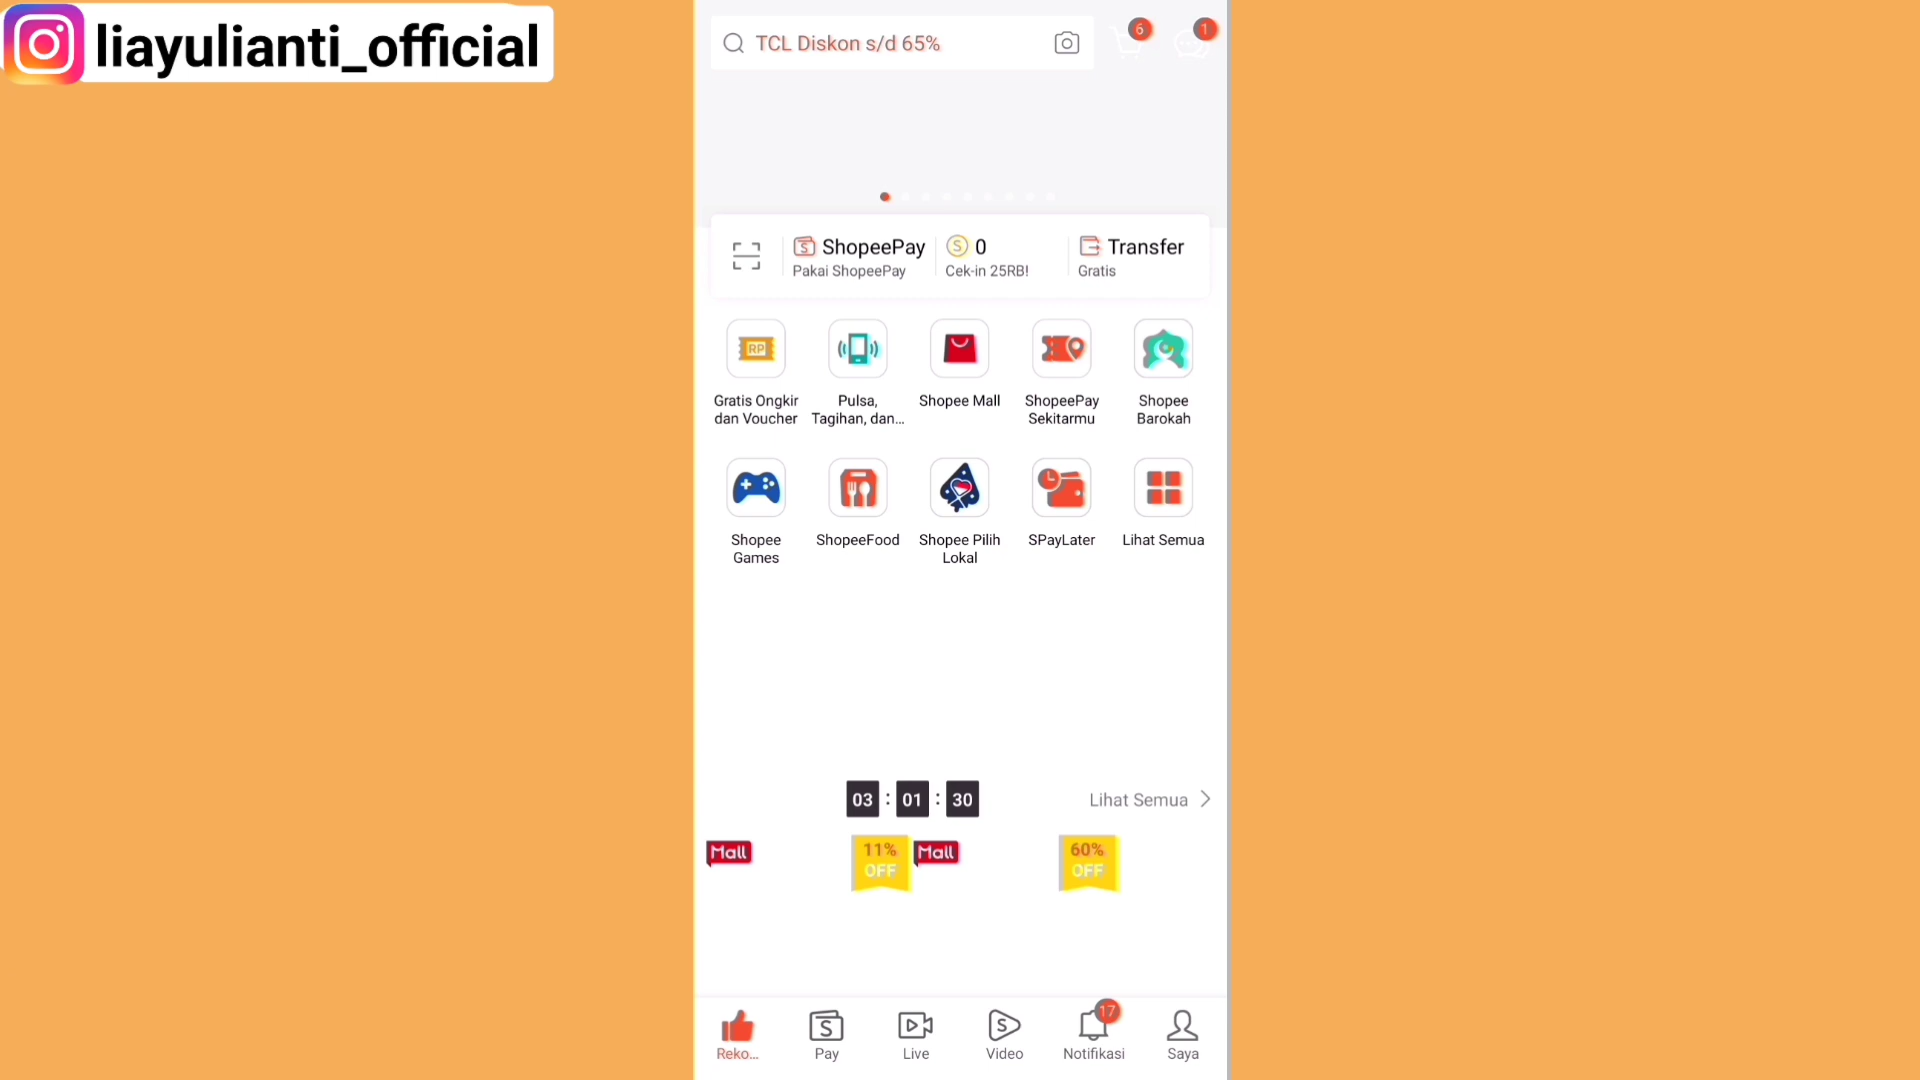 liayulianti_official
TCL Diskon s/d 65%
6
1
ShopeePay
Pakai ShopeePay
0
Cek-in 25RB!
Transfer
Gratis
RP
Gratis Ongkir
dan Voucher
Pulsa,
Tagihan, dan...
Shopee Mall
ShopeePay
Sekitarmu
Shopee
Barokah
Shopee
Games
ShopeeFood
Shopee Pilih
Lokal
SPayLater
Lihat Semua
03 : 01 : 30
Lihat Semua
Mall
11%
OFF
Mall
60%
OFF
17
Reko...
Pay
Live
Video
Notifikasi
Saya